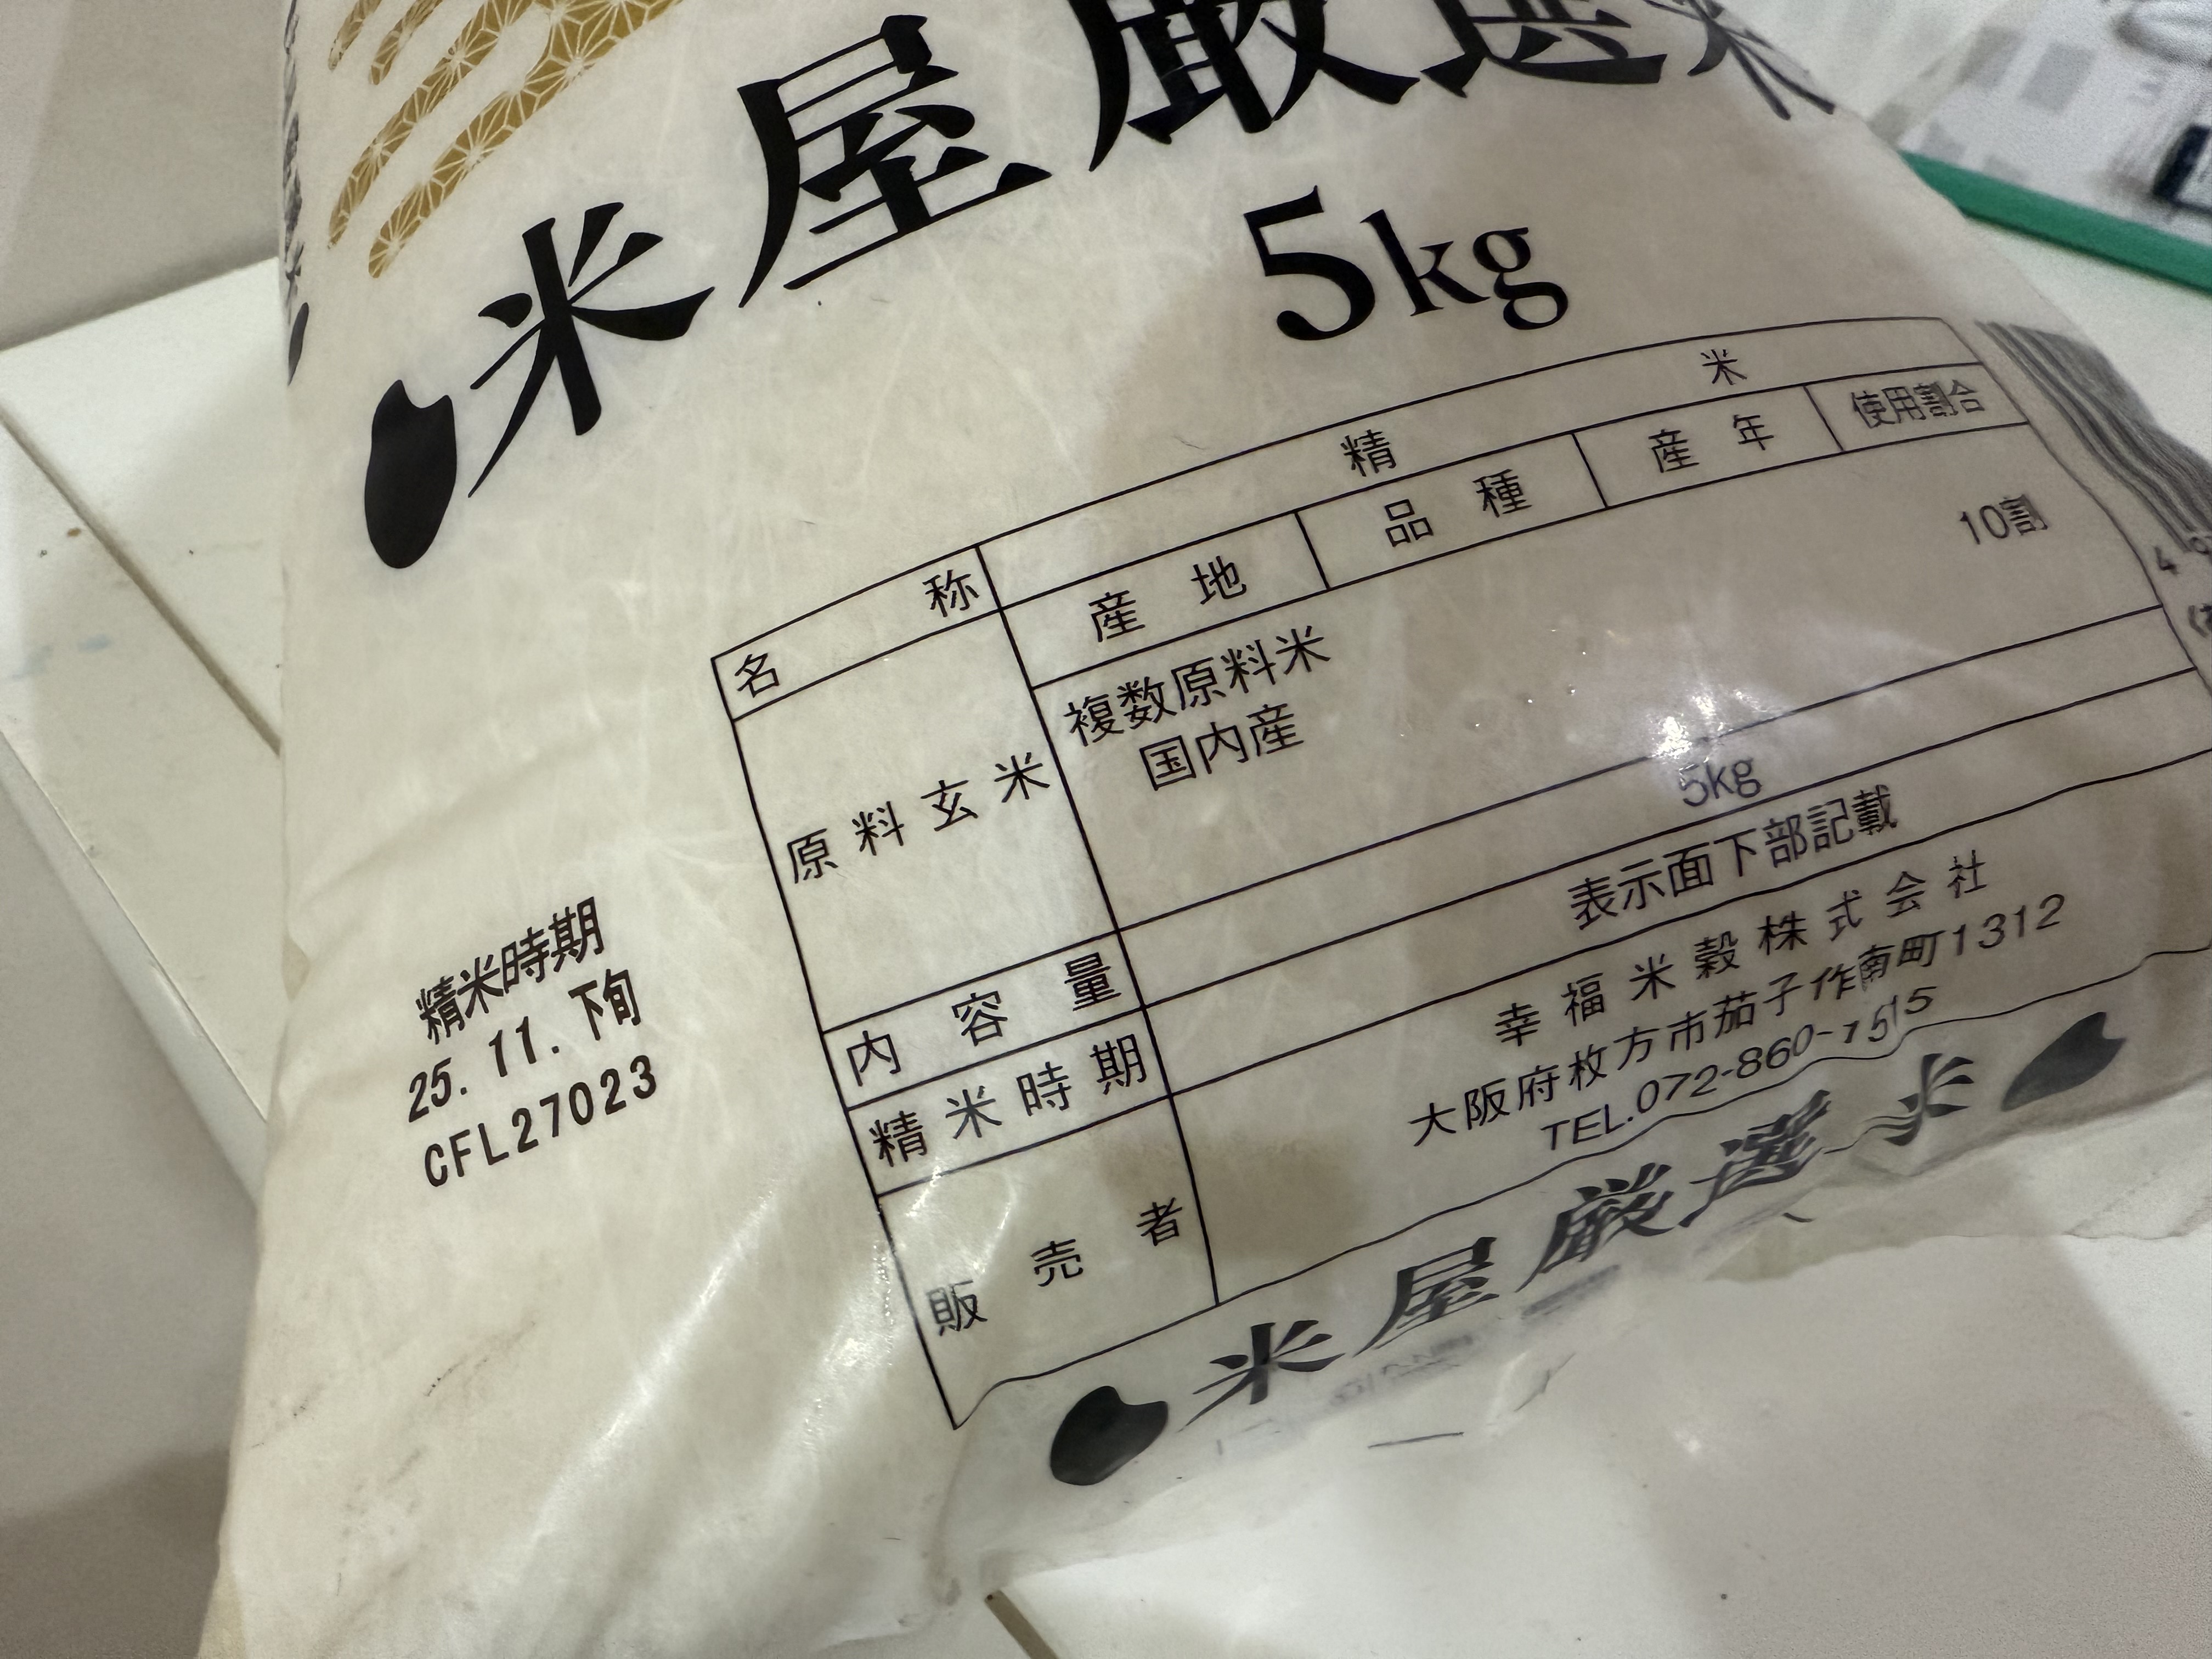 米屋厳選米
5kg
名称 精米
産地 品種 産年 使用割合
原料玄米 複数原料米 10割
国内産
内容量 5kg
精米時期 表示面下部記載
販売者 幸福米穀株式会社
大阪府枚方市茄子作南町1312
TEL.072-860-1515
精米時期
25.11.下旬
CFL27023
米屋厳選米